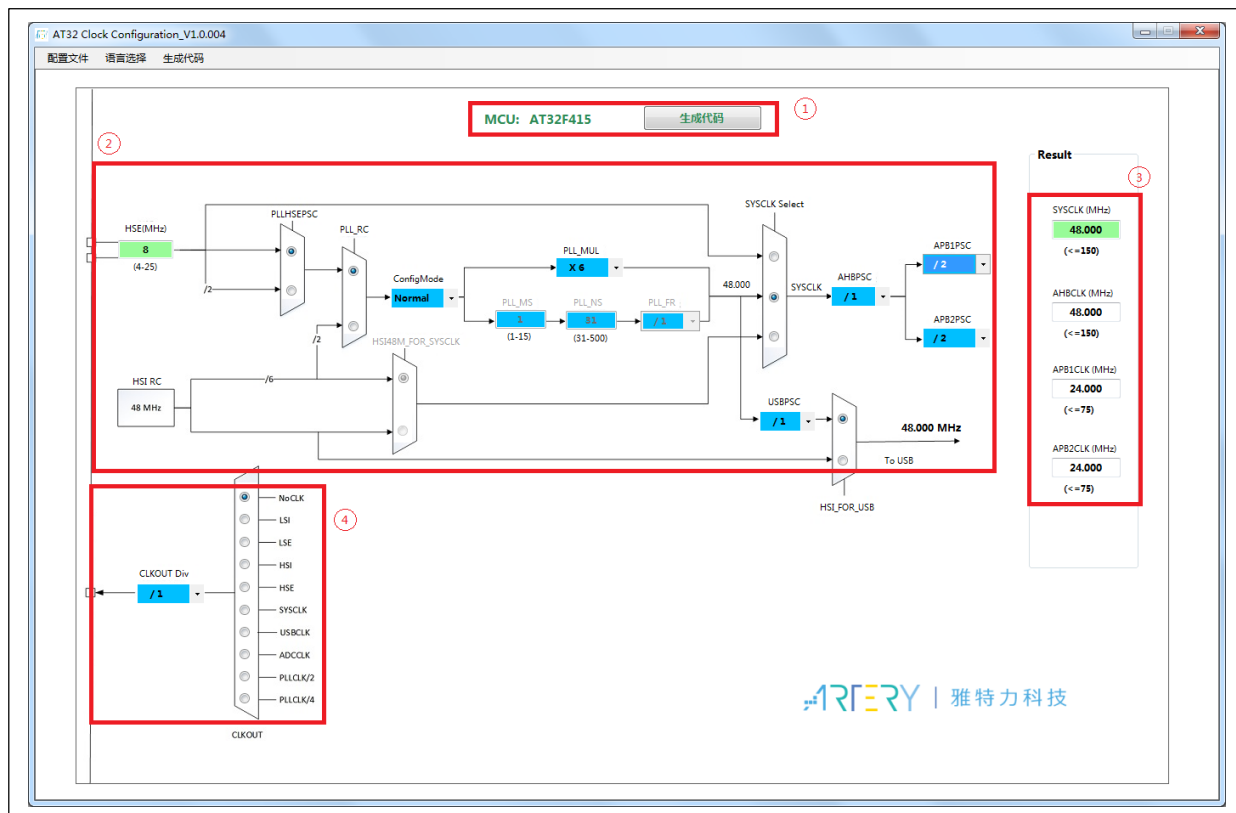 AT32 Clock Configuration_V1.0.004
配置文件 语言选择 生成代码
MCU: AT32F415 生成代码
①
②
Result
③
SYSCLK (MHz)
48.000
(<=150)
AHBCLK (MHz)
48.000
(<=150)
APB1CLK (MHz)
24.000
(<=75)
APB2CLK (MHz)
24.000
(<=75)
HSE(MHz)
8
(4-25)
PLLHSEPSC
/2
PLL_RC
/2
ConfigMode
Normal
PLL_MUL
X 6
PLL_MS
1
(1-15)
PLL_NS
31
(31-500)
PLL_FR
/ 1
48.000
SYSCLK Select
SYSCLK
AHBPSC
/ 1
APB1PSC
/ 2
APB2PSC
/ 2
HSI48M_FOR_SYSCLK
HSI RC
48 MHz
/6
USBPSC
/ 1
48.000 MHz
To USB
HSI_FOR_USB
④
NoCLK
LSI
LSE
HSI
HSE
SYSCLK
USBCLK
ADCCLK
PLLCLK/2
PLLCLK/4
CLKOUT Div
/ 1
CLKOUT
ARTERY | 雅特力科技